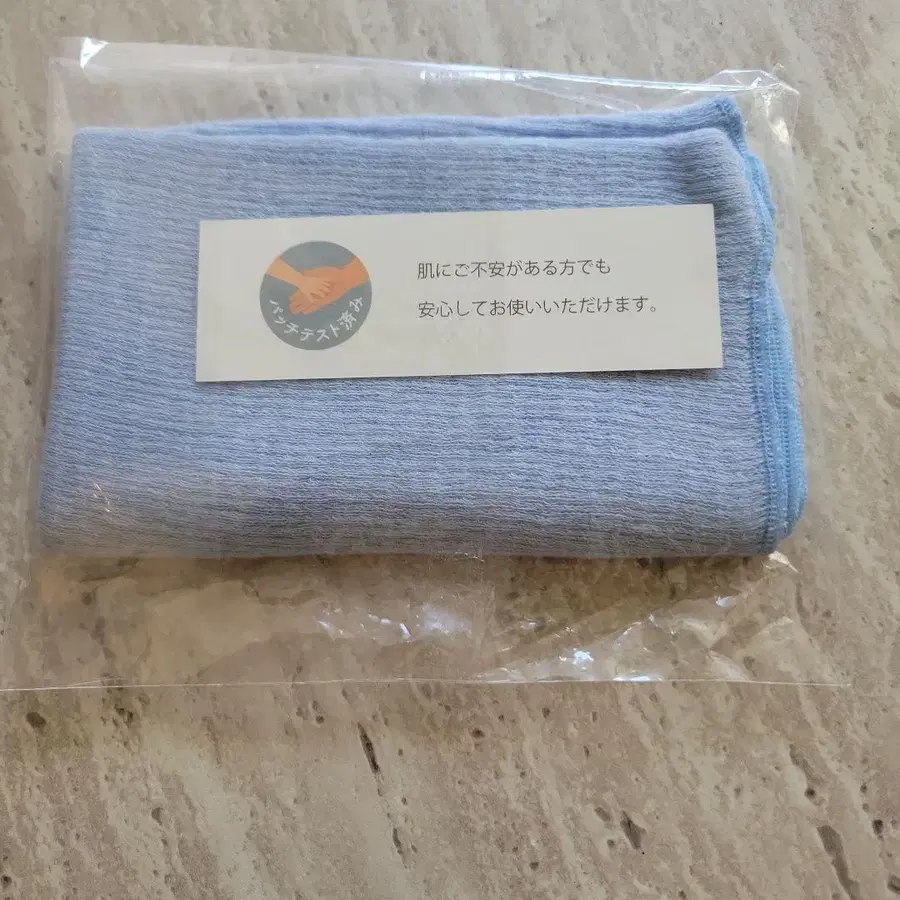 肌にご不安がある方でも
安心してお使いいただけます。
パッチテスト済み